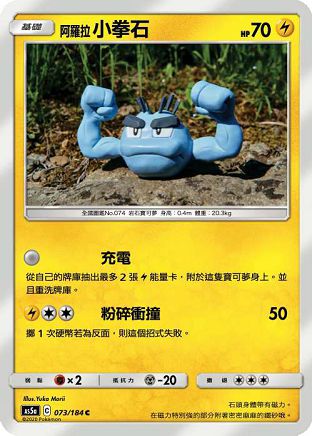 基礎 阿羅拉 小拳石 HP 70
全國圖鑑No.074 岩石寶可夢 身高：0.4m 體重：20.3kg
充電
從自己的牌庫抽出最多2張能量卡，附於這隻寶可夢身上。並且重洗牌庫。
粉碎衝撞 50
擲1次硬幣若為反面，則這個招式失敗。
弱點 ×2 抵抗力 -20 撤退
Illus. Yuka Morii
AS5a C 073/184 C
©2020 Pokémon
石頭身體帶有磁力。
在磁力特別強的部分附著密密麻麻的鐵砂哦。